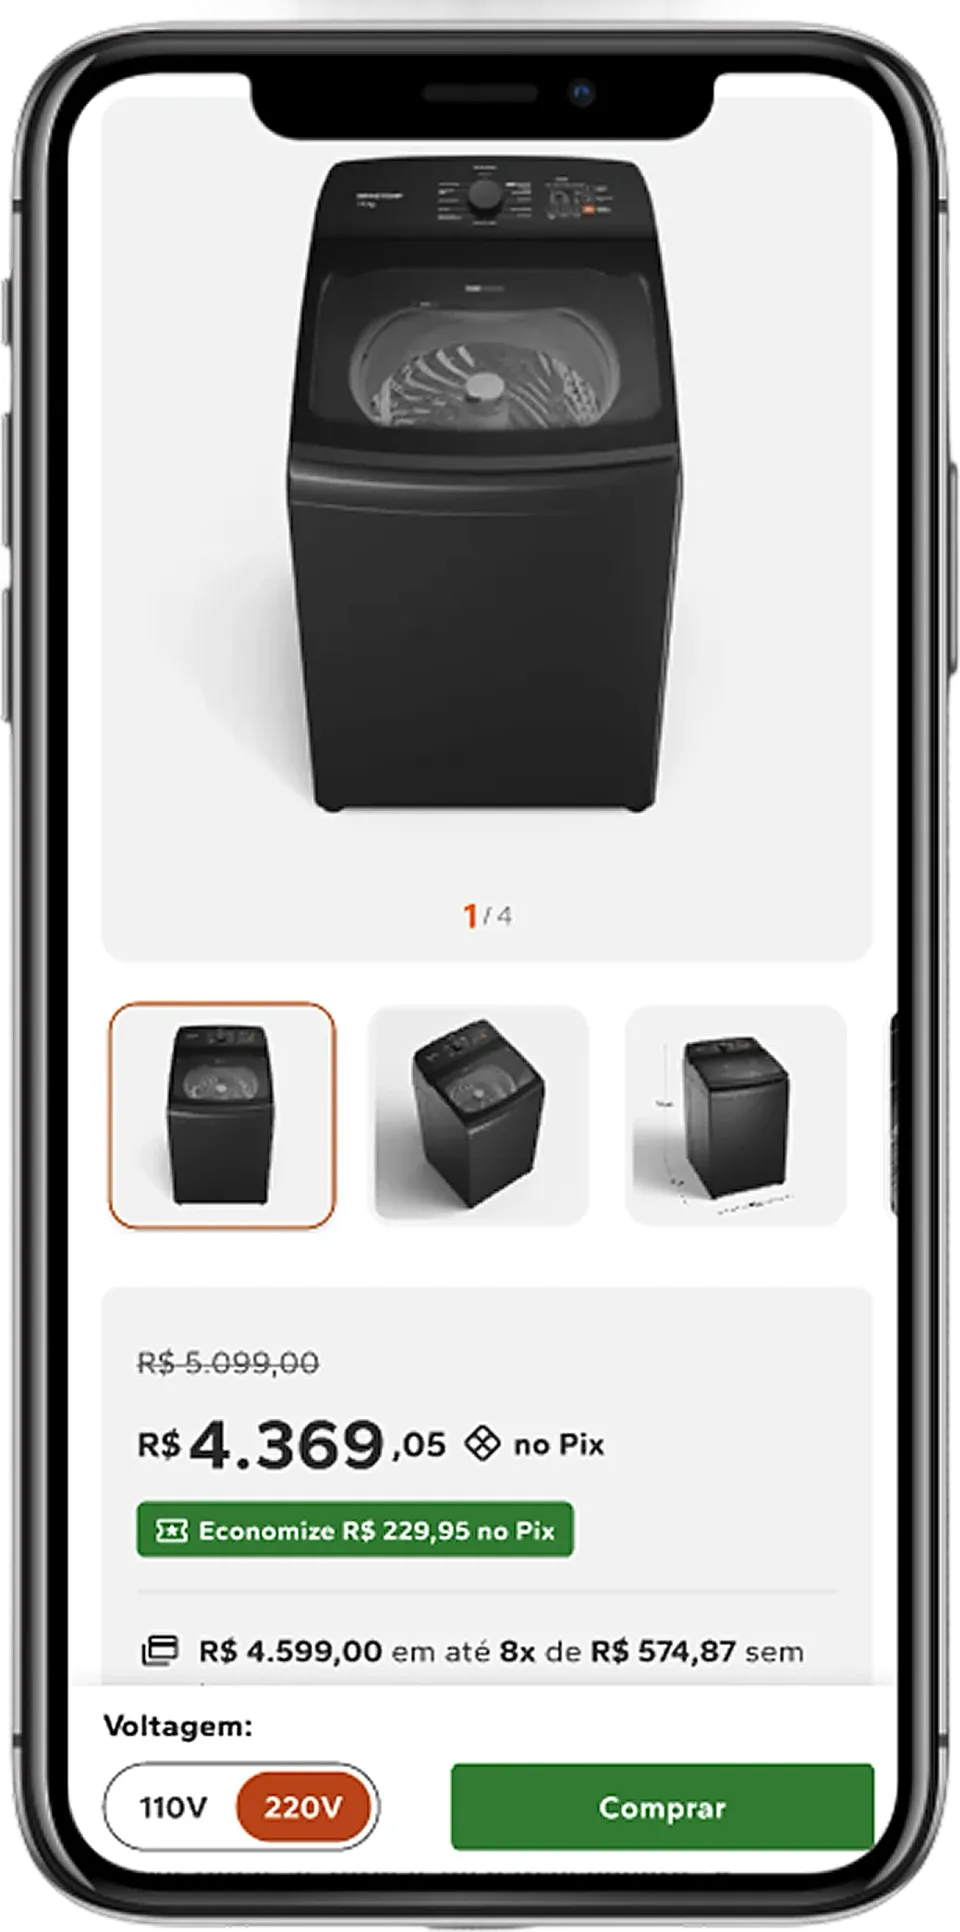 1 / 4
R$ 5.099,00
R$ 4.369,05 no Pix
Economize R$ 229,95 no Pix
R$ 4.599,00 em até 8x de R$ 574,87 sem
Voltagem:
110V 220V Comprar